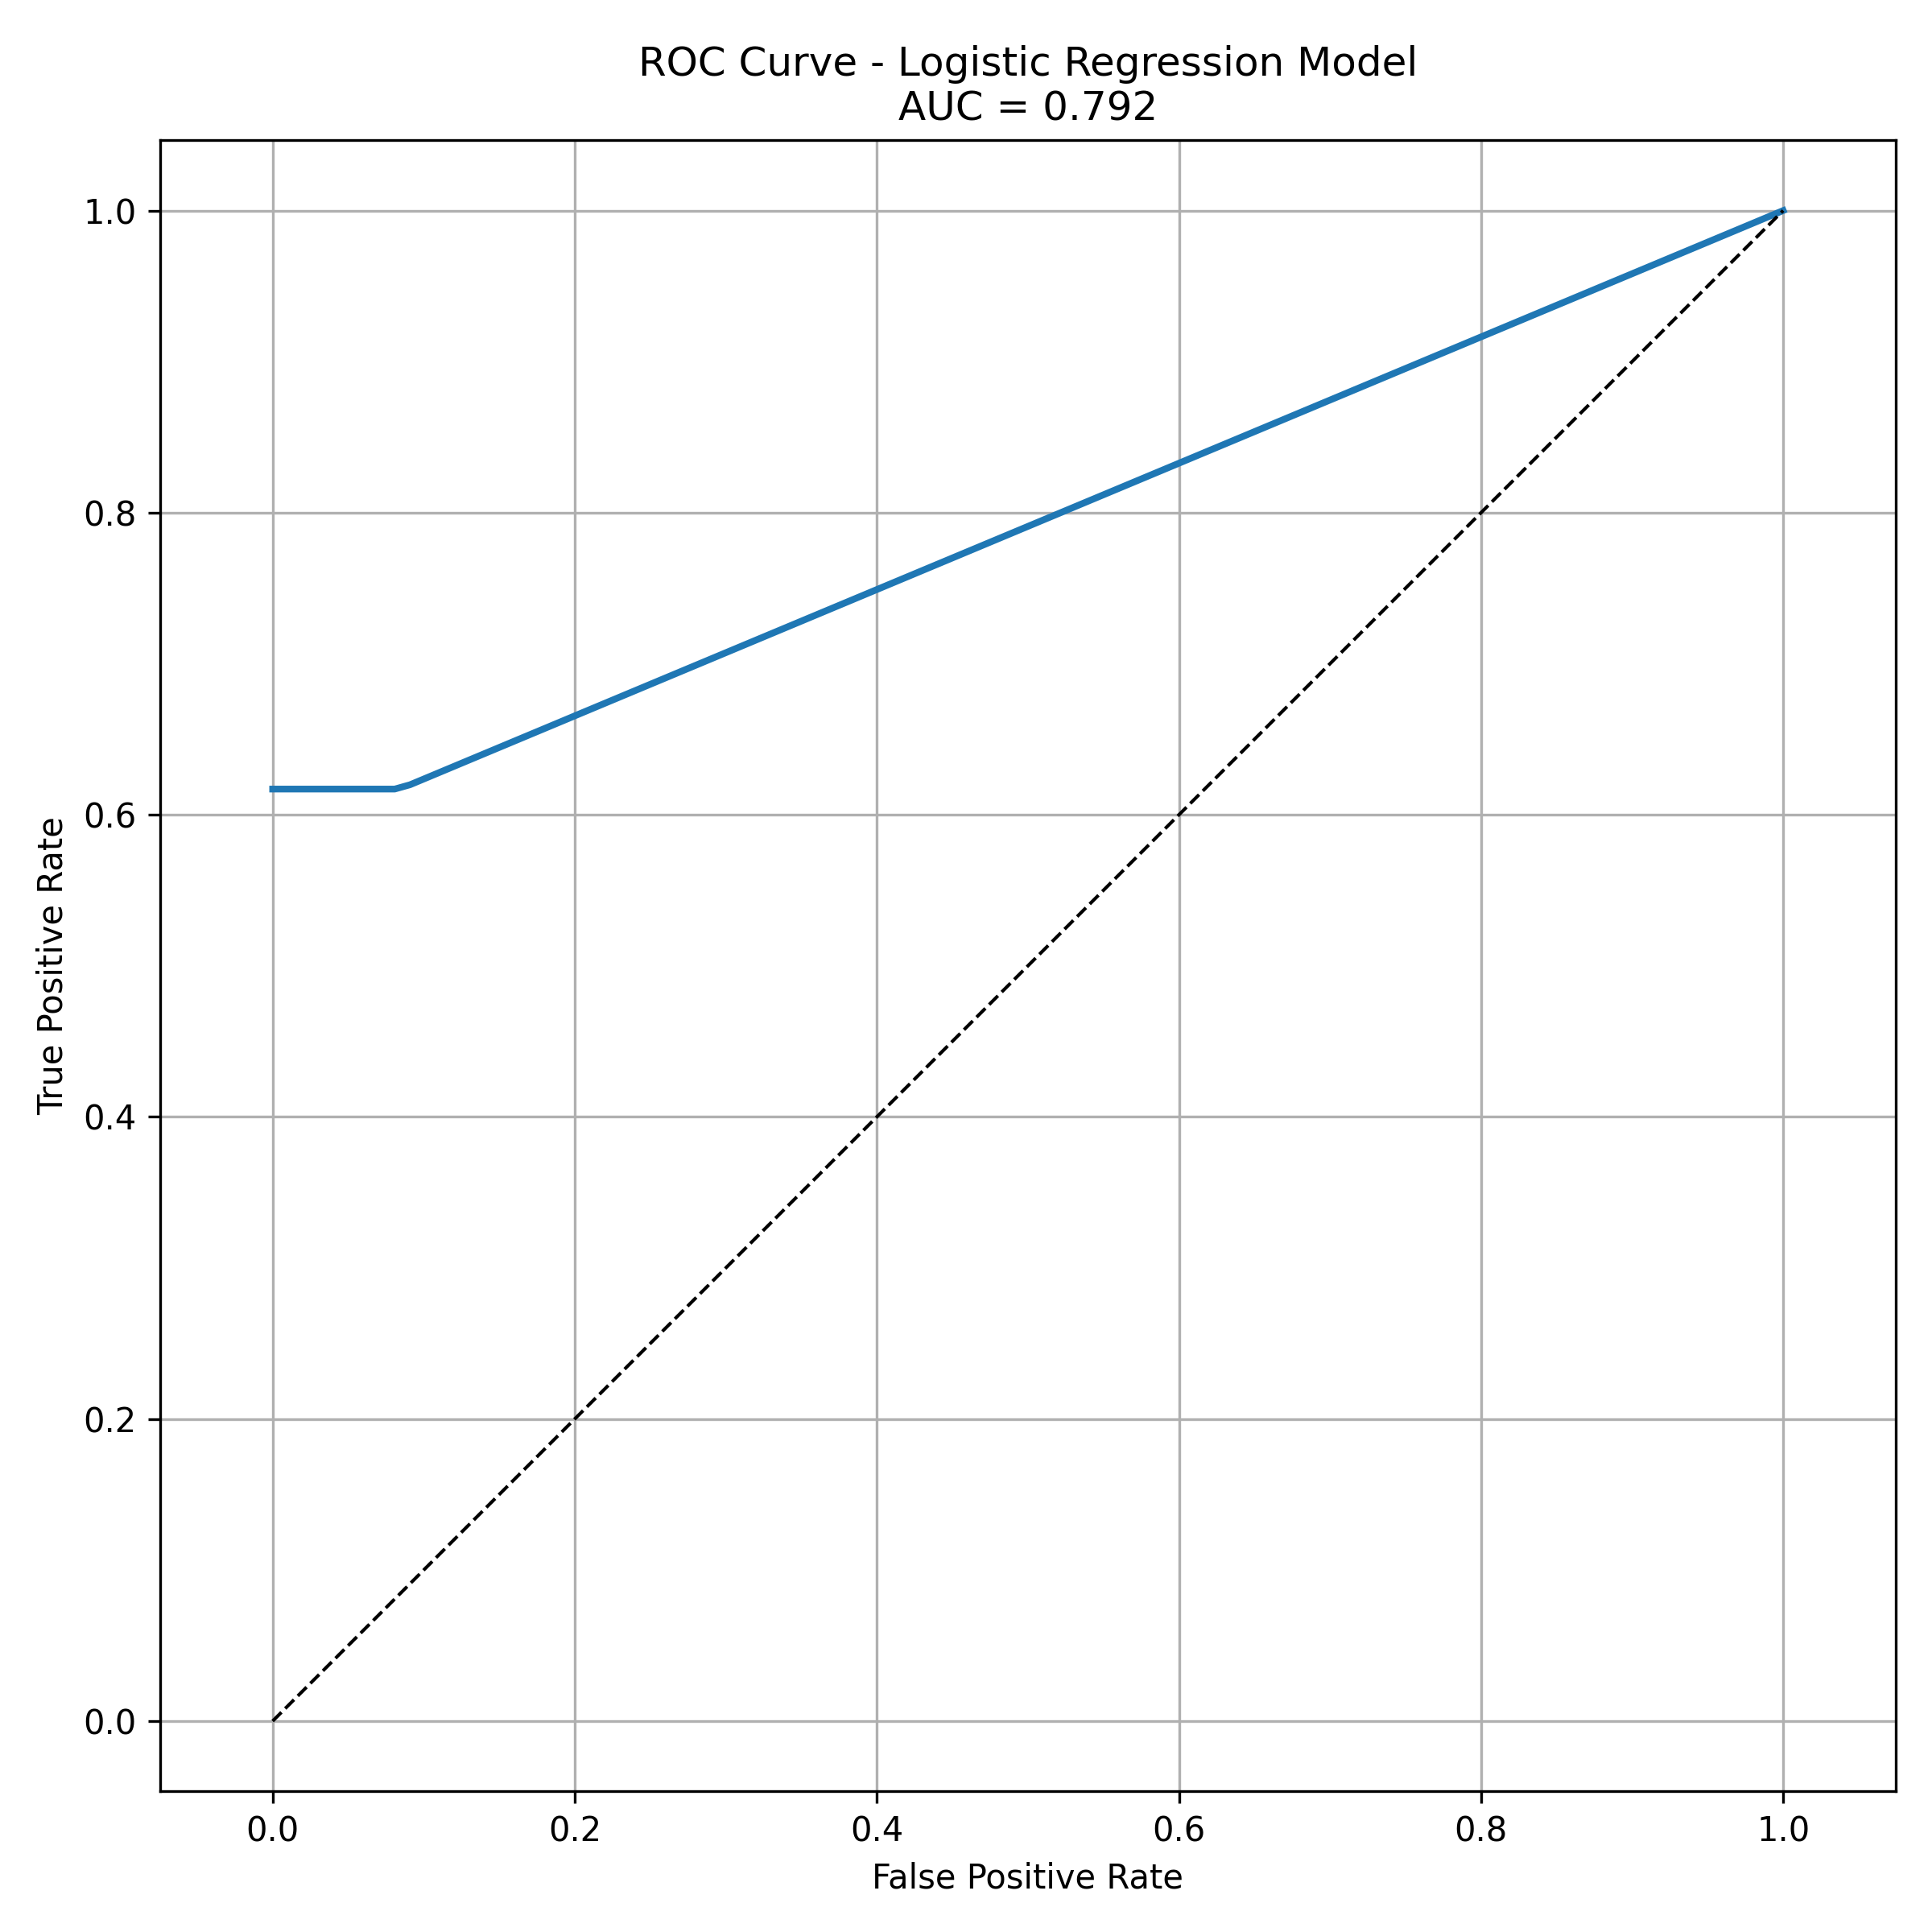 ROC Curve - Logistic Regression Model
AUC = 0.792
1.0
0.8
0.6
0.4
0.2
0.0
True Positive Rate
0.0 0.2 0.4 0.6 0.8 1.0
False Positive Rate